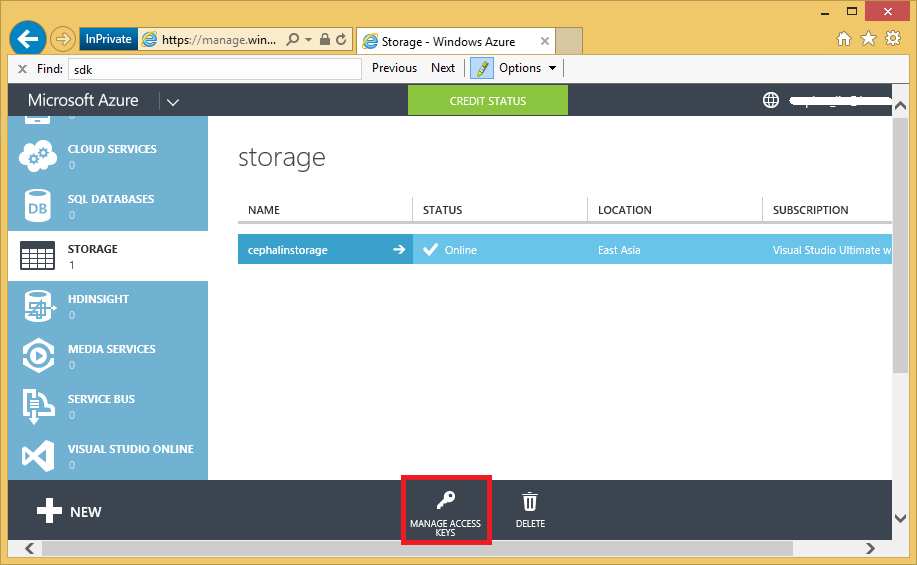 InPrivate
https://manage.win...
Storage - Windows Azure
Find:
sdk
Previous
Next
Options
Microsoft Azure
CREDIT STATUS
0
CLOUD SERVICES
0
DB
SQL DATABASES
0
STORAGE
1
HDINSIGHT
0
MEDIA SERVICES
0
SERVICE BUS
0
VISUAL STUDIO ONLINE
0
storage
NAME
STATUS
LOCATION
SUBSCRIPTION
cephalinstorage
Online
East Asia
Visual Studio Ultimate w
NEW
MANAGE ACCESS
KEYS
DELETE